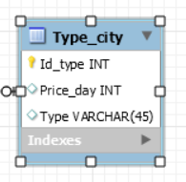 Type_city
Id_type INT
Price_day INT
Type VARCHAR(45)
Indexes